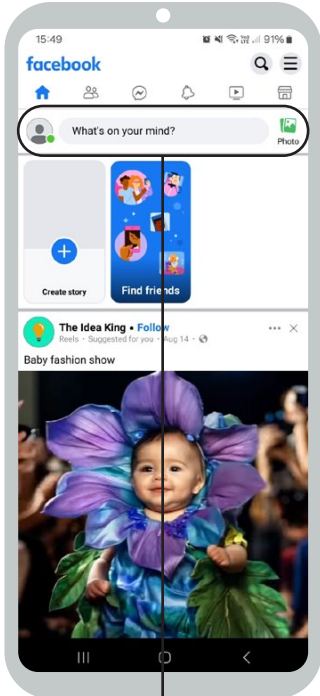 15:49 91%
facebook
What's on your mind?
Photo
Create story
Find friends
The Idea King • Follow
Reels · Suggested for you · Aug 14 ·
Baby fashion show